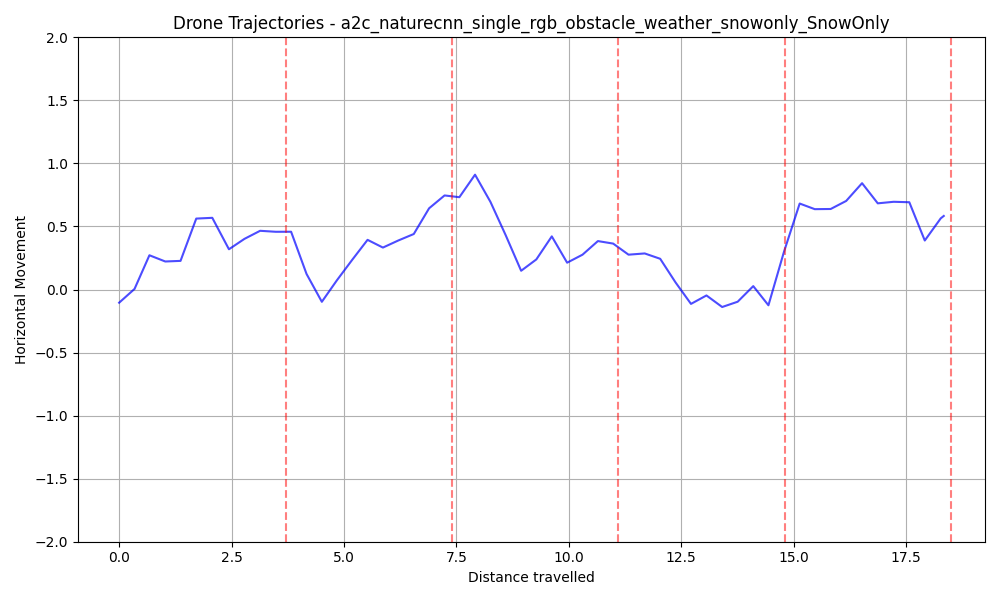 Drone Trajectories - a2c_naturecnn_single_rgb_obstacle_weather_snowonly_SnowOnly
2.0
1.5
1.0
0.5
0.0
−0.5
−1.0
−1.5
−2.0
Horizontal Movement
0.0 2.5 5.0 7.5 10.0 12.5 15.0 17.5
Distance travelled